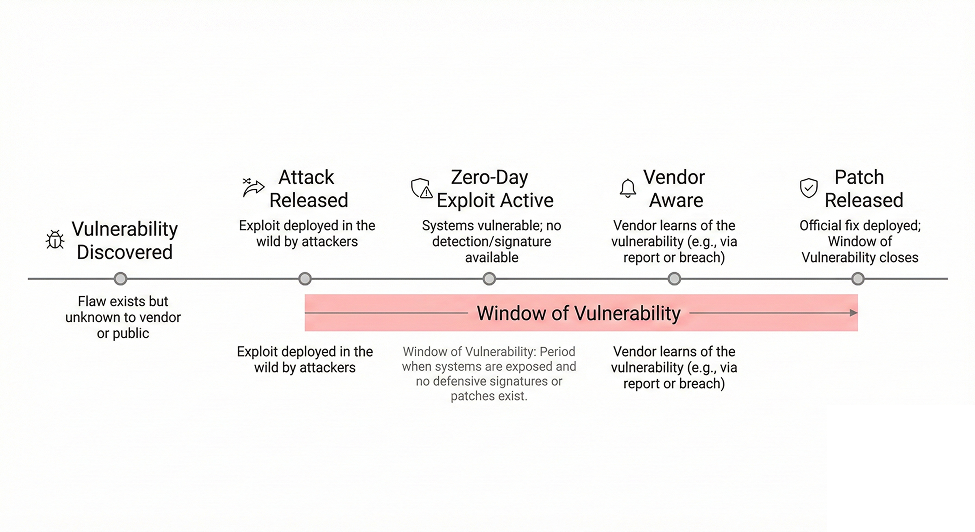 Vulnerability
Discovered
Flaw exists but
unknown to vendor
or public
Attack
Released
Exploit deployed in the
wild by attackers
Zero-Day
Exploit Active
Systems vulnerable; no
detection/signature
available
Vendor
Aware
Vendor learns of the
vulnerability (e.g., via
report or breach)
Patch
Released
Official fix deployed;
Window of
Vulnerability closes
Window of Vulnerability
Exploit deployed in the
wild by attackers
Window of Vulnerability: Period
when systems are exposed and
no defensive signatures or
patches exist.
Vendor learns of the
vulnerability (e.g., via
report or breach)